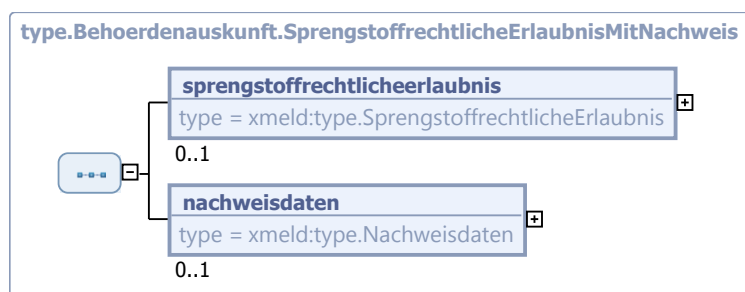 type.Behoerdenauskunft.SprengstoffrechtlicheErlaubnisMitNachweis
sprengstoffrechtlicheerlaubnis
type = xmeld:type.SprengstoffrechtlicheErlaubnis
0..1
nachweisdaten
type = xmeld:type.Nachweisdaten
0..1